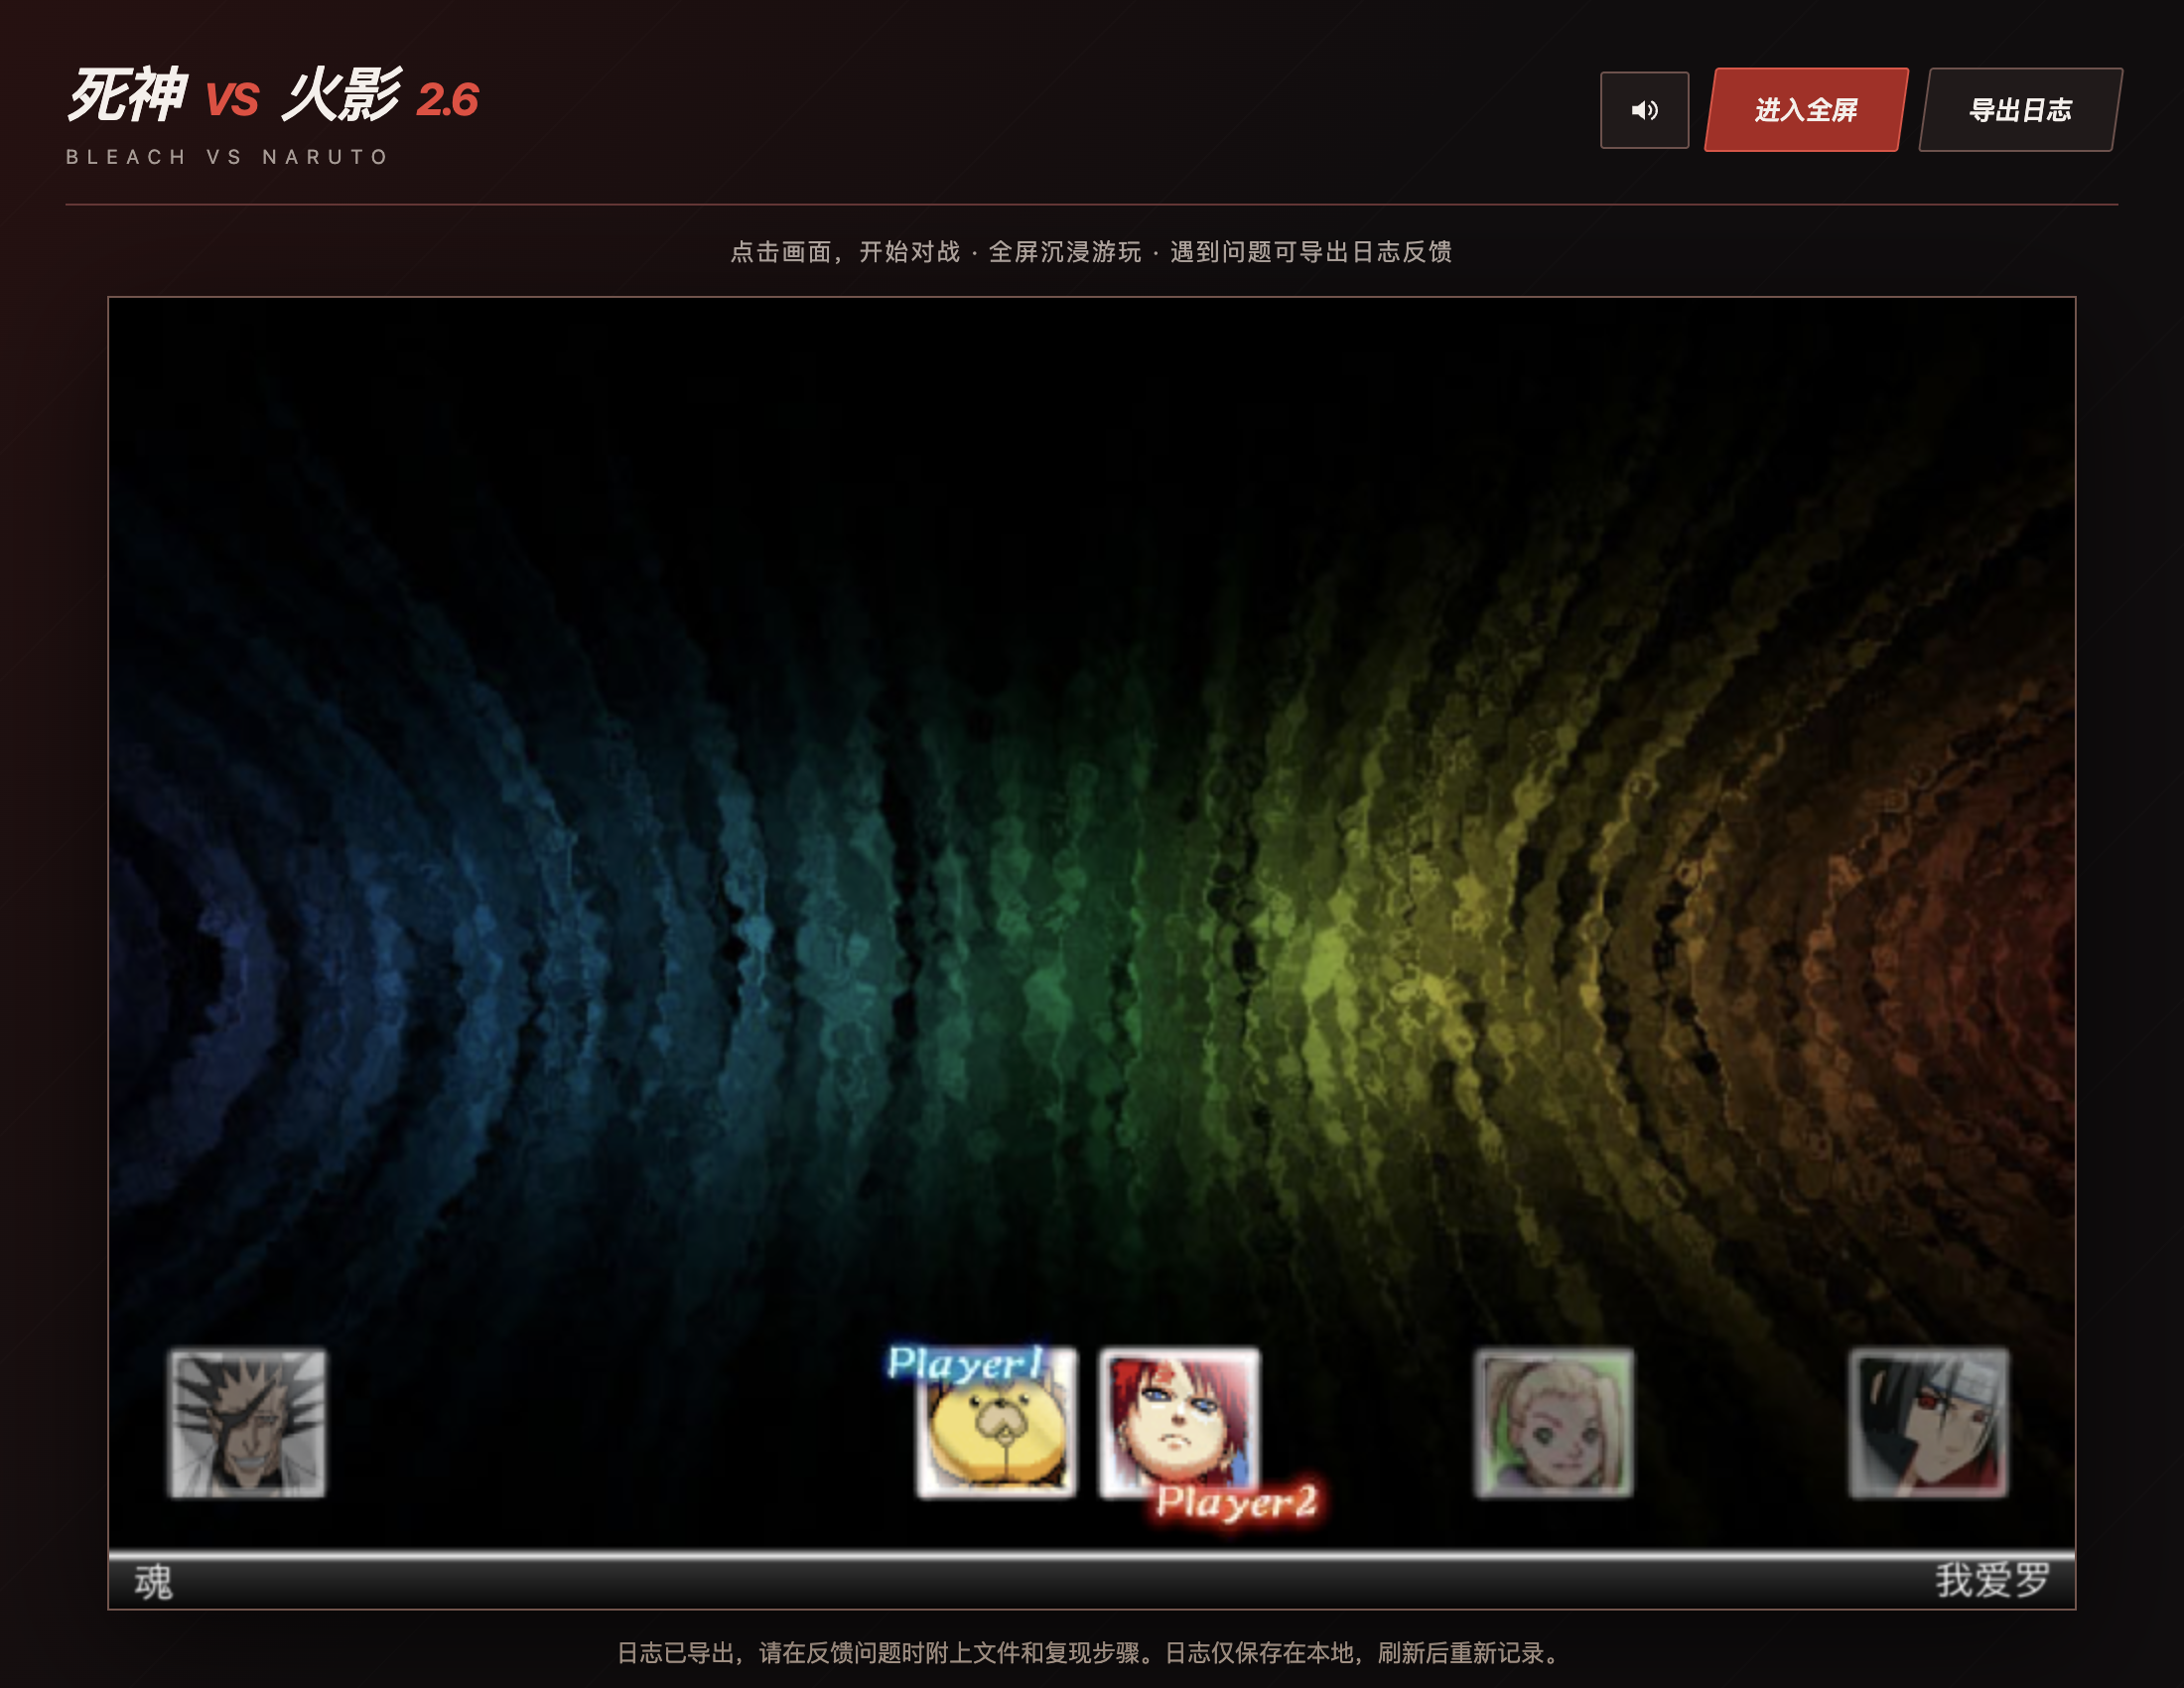 死神 VS 火影 2.6
BLEACH VS NARUTO
进入全屏
导出日志
点击画面，开始对战 · 全屏沉浸游玩 · 遇到问题可导出日志反馈
Player1
Player2
魂
我爱罗
日志已导出，请在反馈问题时附上文件和复现步骤。日志仅保存在本地，刷新后重新记录。